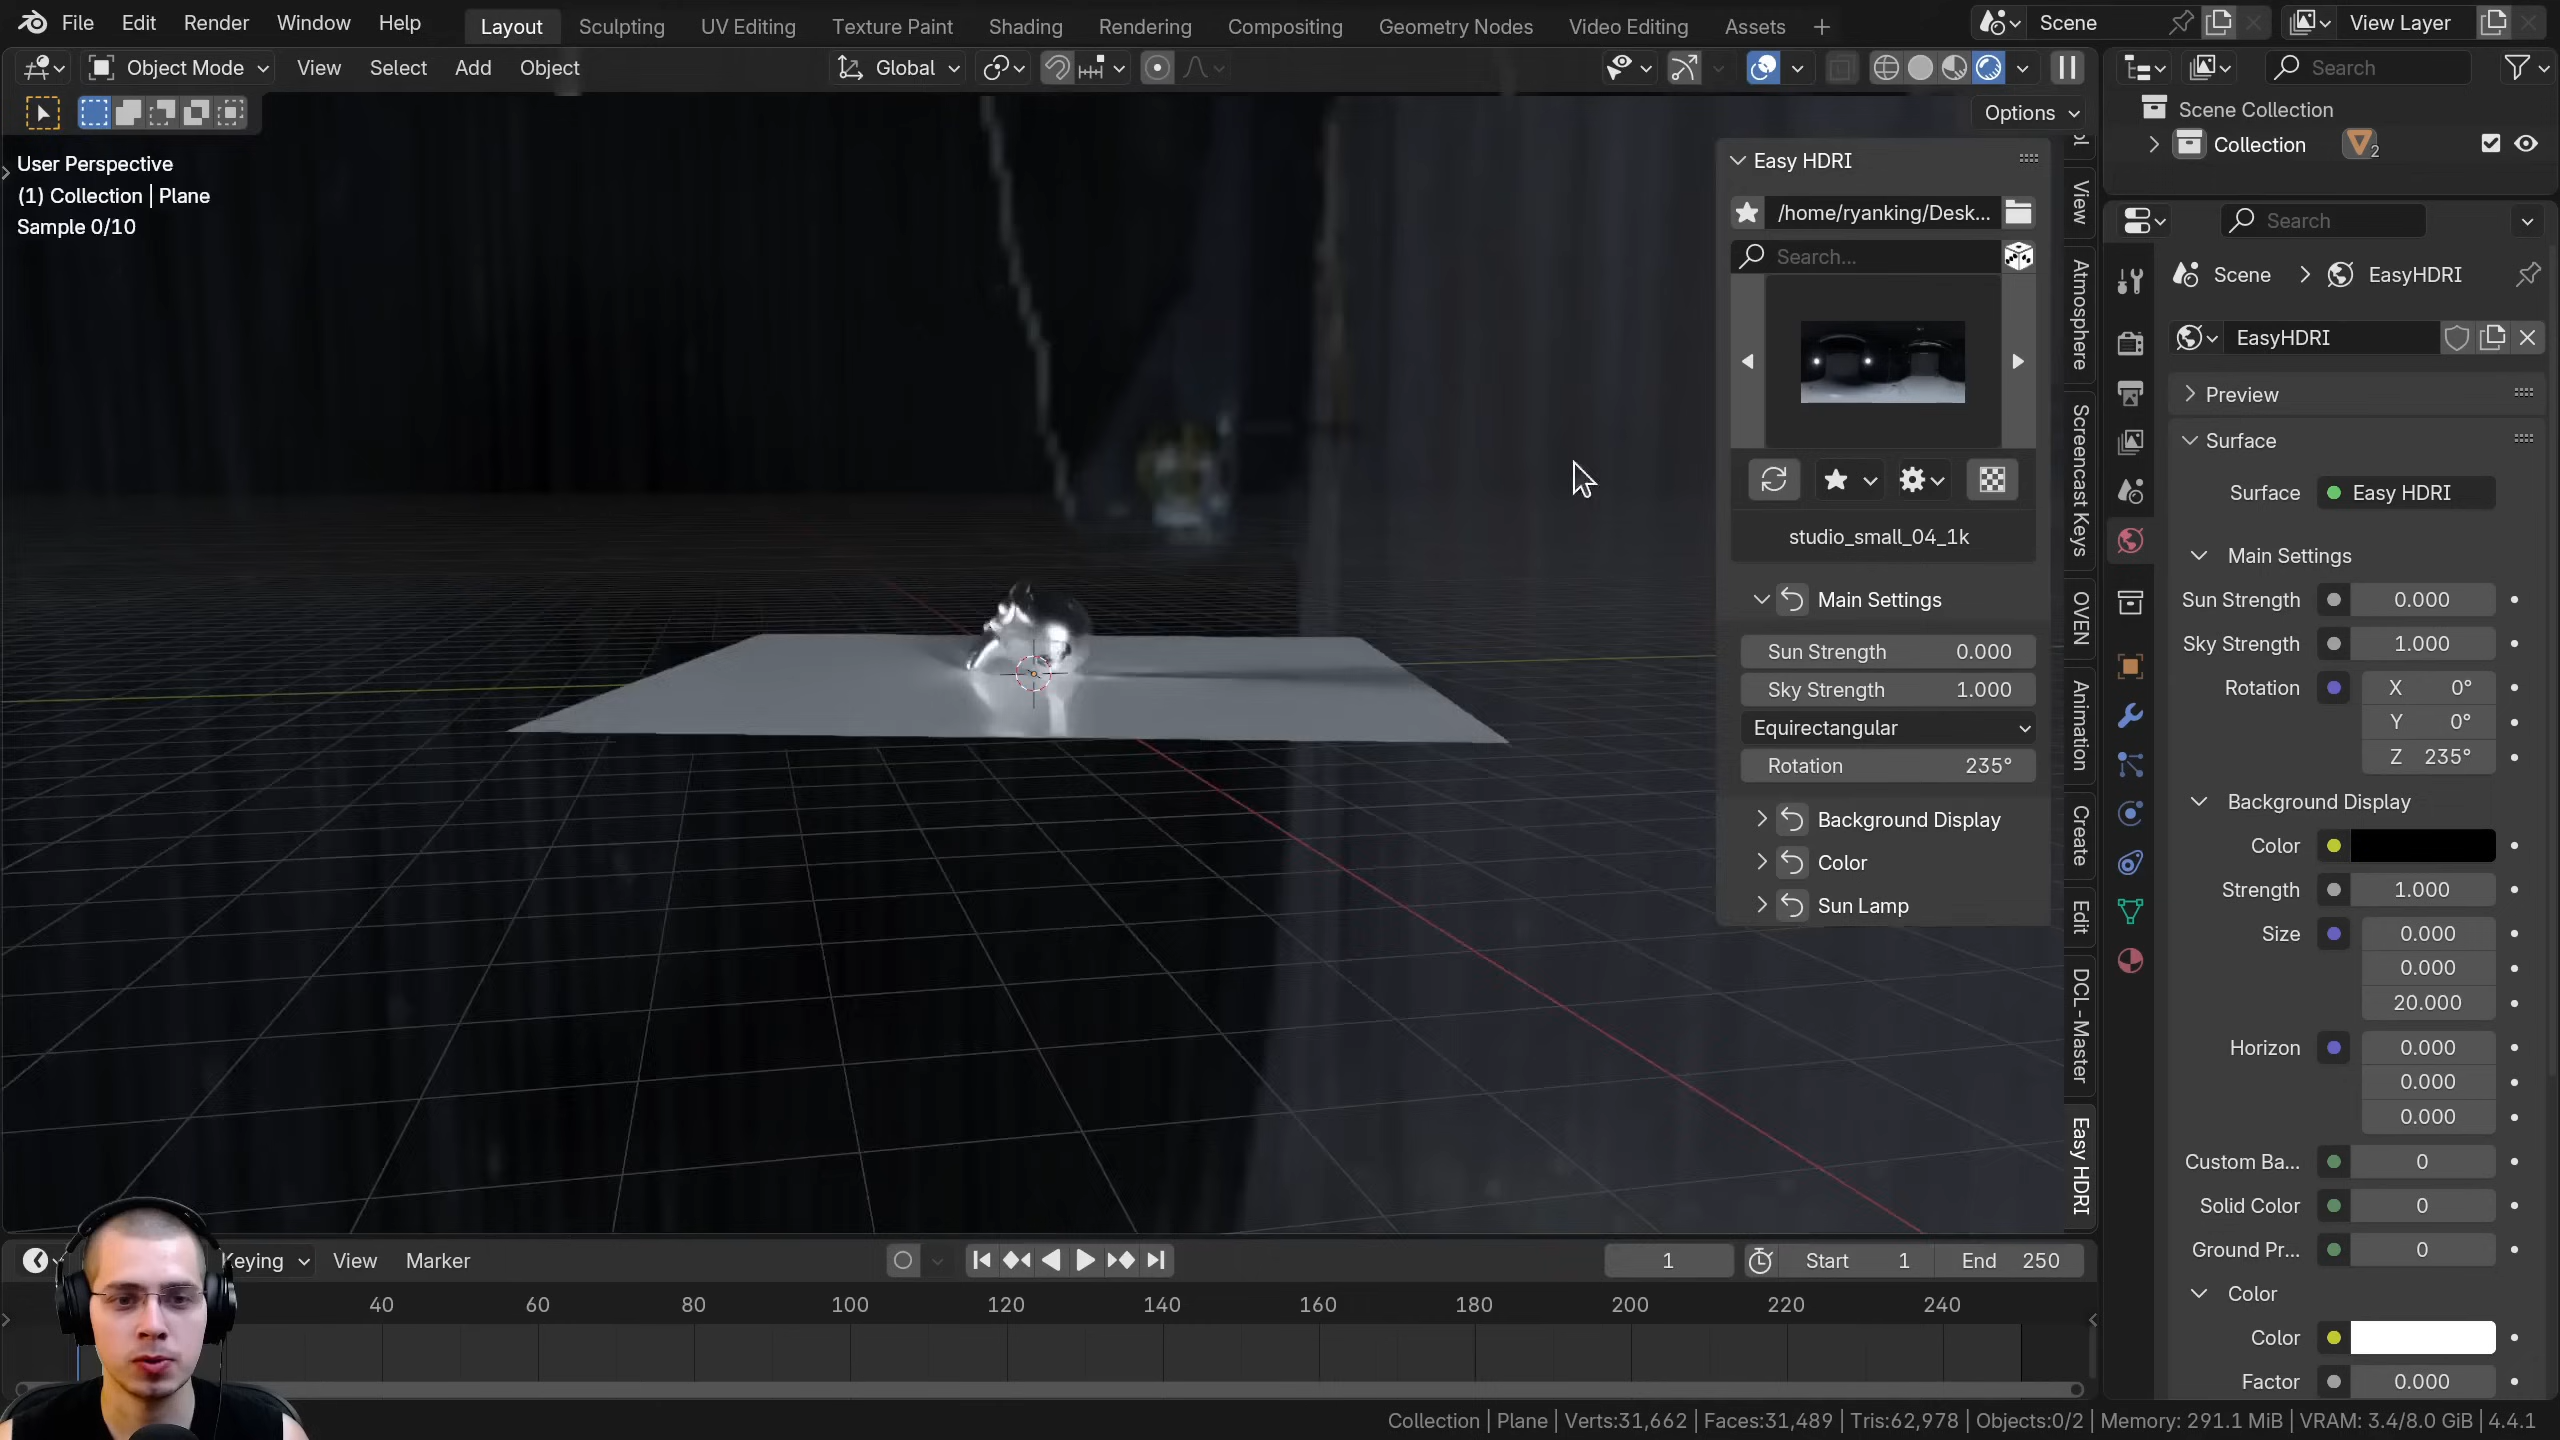 File Edit Render Window Help Layout Sculpting UV Editing Texture Paint Shading Rendering Compositing Geometry Nodes Video Editing Assets + Scene View Layer
Object Mode View Select Add Object Global Search
Options
Scene Collection
Collection 2
User Perspective
(1) Collection | Plane
Sample 0/10
Easy HDRI
/home/ryanking/Desk...
Search...
studio_small_04_1k
Main Settings
Sun Strength 0.000
Sky Strength 1.000
Equirectangular
Rotation 235°
Background Display
Color
Sun Lamp
View
Atmosphere
Screencast Keys
OVEN
Animation
Create
Edit
DCL-Master
Easy HDRI
Search
Scene > EasyHDRI
EasyHDRI
Preview
Surface
Surface Easy HDRI
Main Settings
Sun Strength 0.000
Sky Strength 1.000
Rotation X 0°
Y 0°
Z 235°
Background Display
Color
Strength 1.000
Size 0.000
0.000
20.000
Horizon 0.000
0.000
0.000
Custom Ba... 0
Solid Color 0
Ground Pr... 0
Color
Color
Factor 0.000
Keying View Marker 1 Start 1 End 250
40 60 80 100 120 140 160 180 200 220 240
Collection | Plane | Verts:31,662 | Faces:31,489 | Tris:62,978 | Objects:0/2 | Memory: 291.1 MiB | VRAM: 3.4/8.0 GiB | 4.4.1